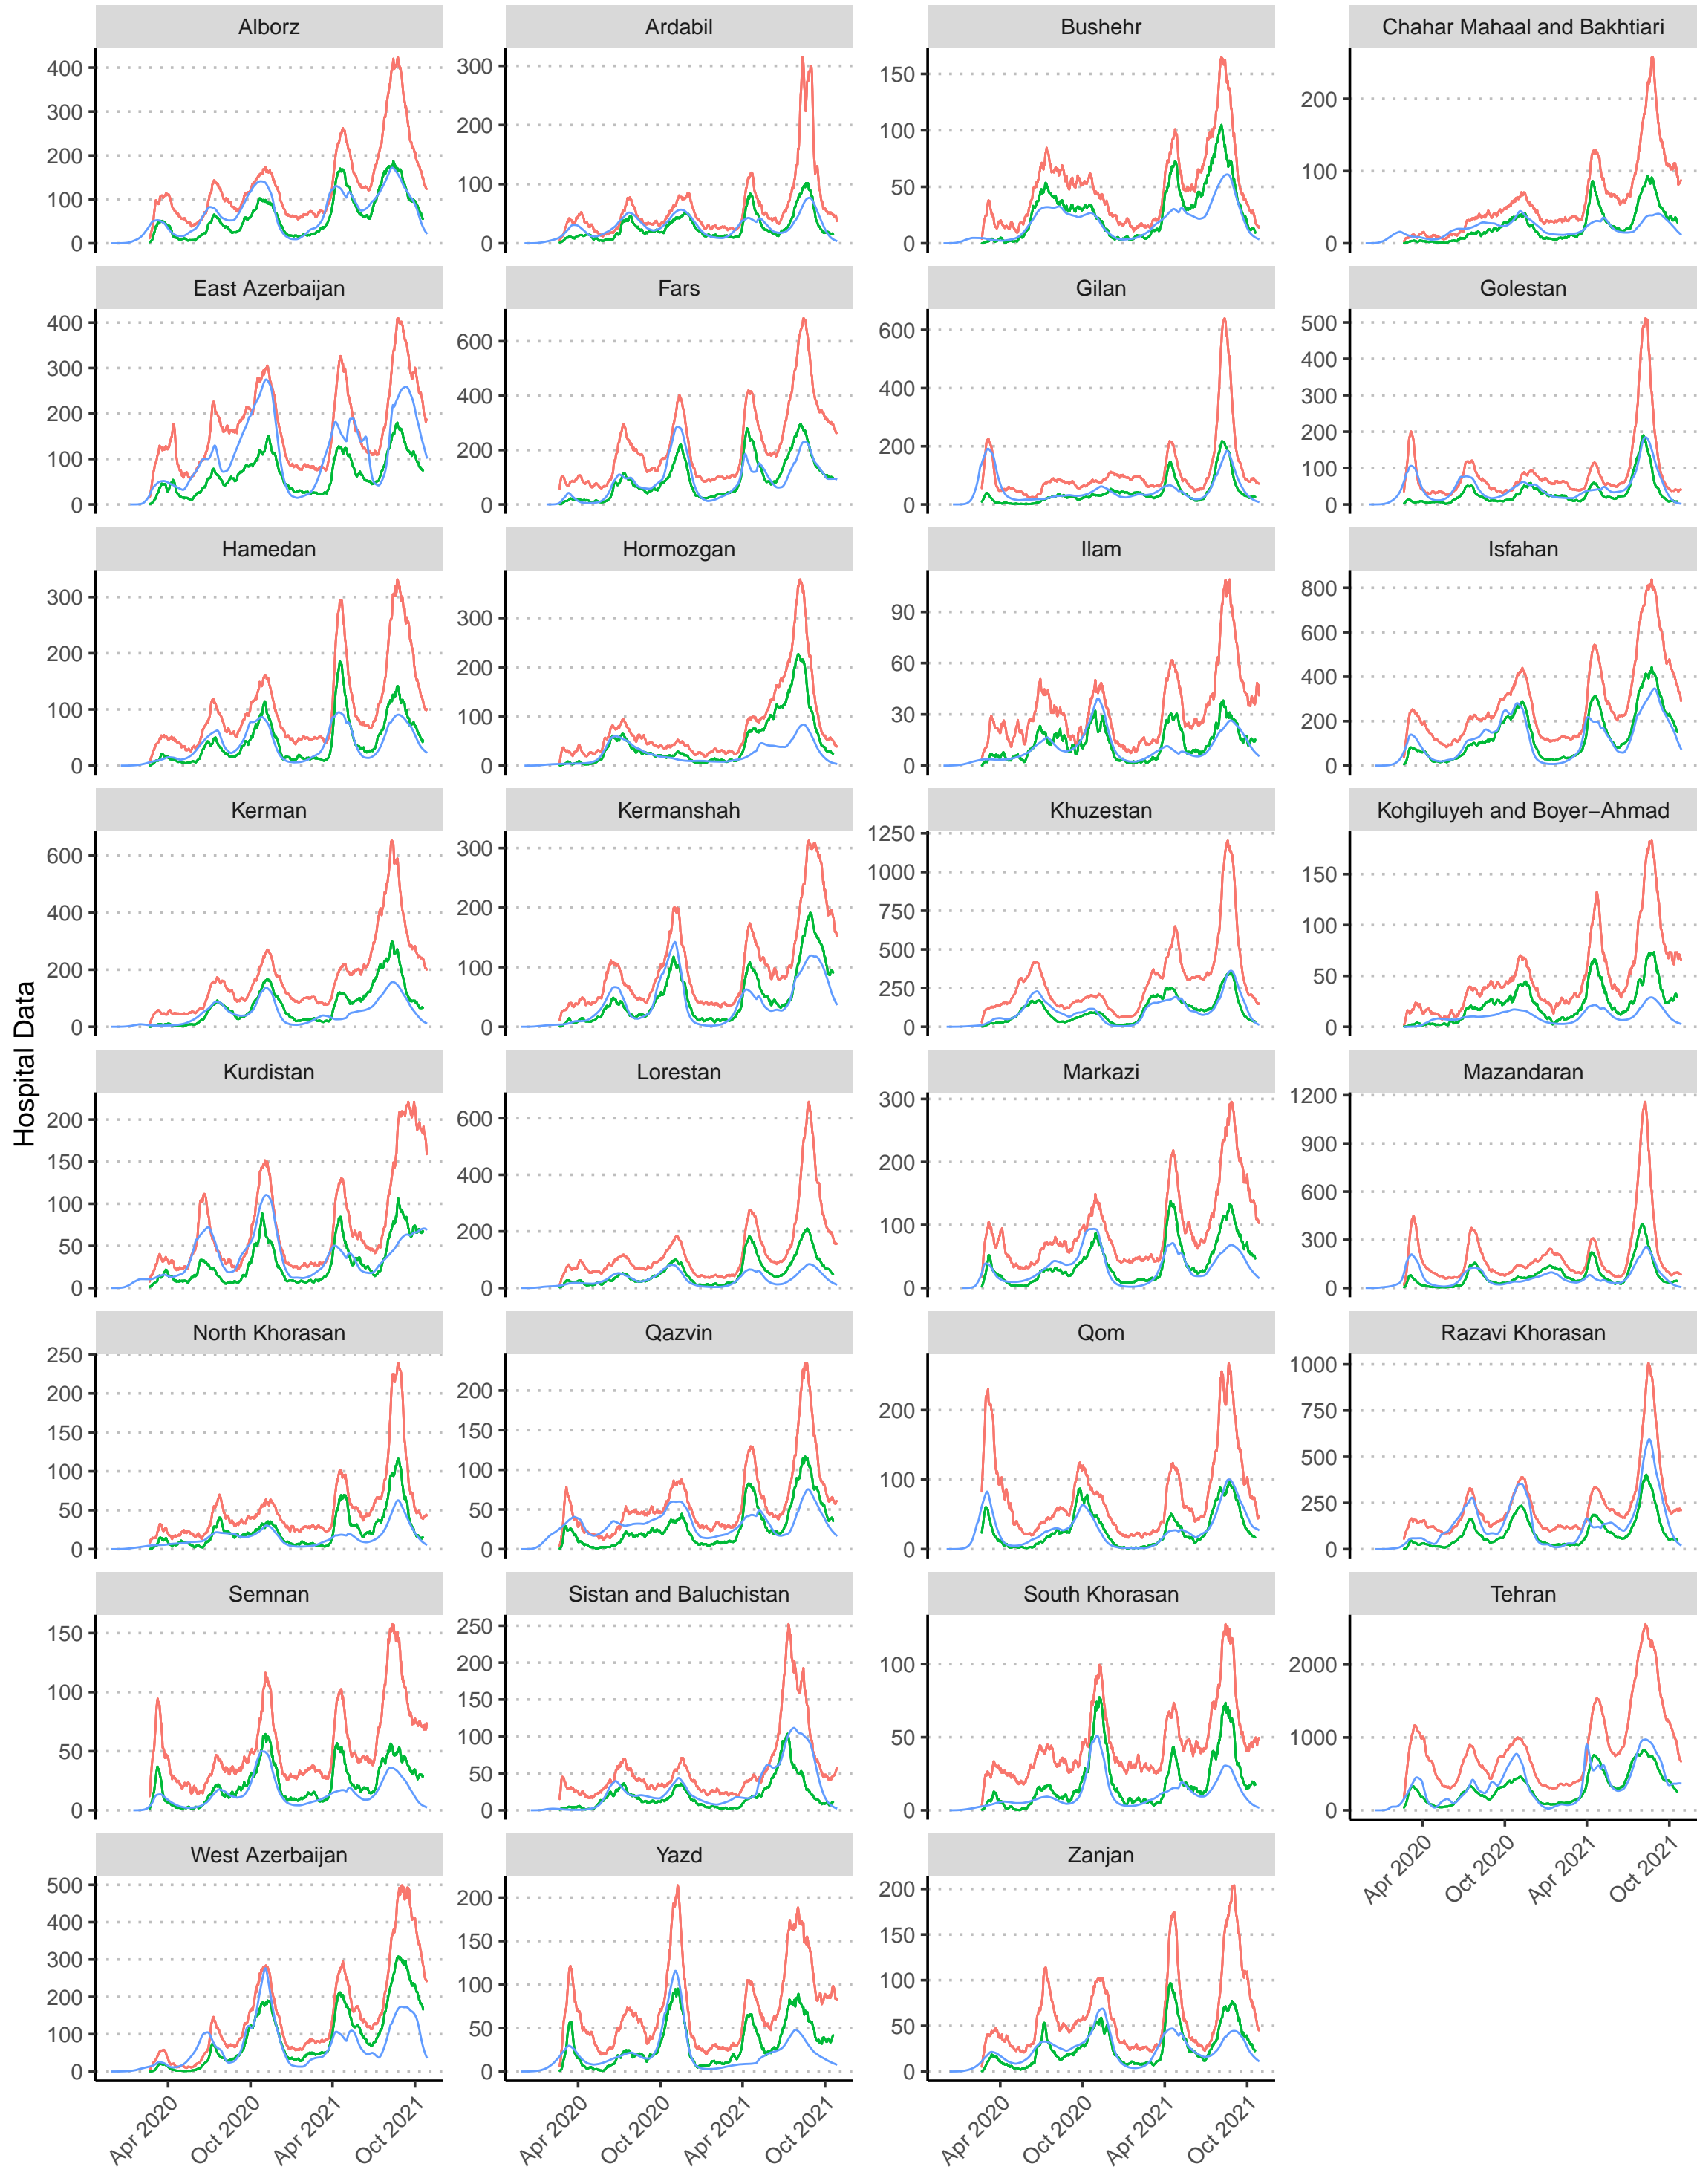 Hospital Data
Alborz
400
300
200
100
0
Ardabil
300
200
100
0
Bushehr
150
100
50
0
Chahar Mahaal and Bakhtiari
200
100
0
East Azerbaijan
400
300
200
100
0
Fars
600
400
200
0
Gilan
600
400
200
0
Golestan
500
400
300
200
100
0
Hamedan
300
200
100
0
Hormozgan
300
200
100
0
Ilam
90
60
30
0
Isfahan
800
600
400
200
0
Kerman
600
400
200
0
Kermanshah
300
200
100
0
Khuzestan
1250
1000
750
500
250
0
Kohgiluyeh and Boyer−Ahmad
150
100
50
0
Kurdistan
200
150
100
50
0
Lorestan
600
400
200
0
Markazi
300
200
100
0
Mazandaran
1200
900
600
300
0
North Khorasan
250
200
150
100
50
0
Qazvin
200
150
100
50
0
Qom
200
100
0
Razavi Khorasan
1000
750
500
250
0
Semnan
150
100
50
0
Sistan and Baluchistan
250
200
150
100
50
0
South Khorasan
100
50
0
Tehran
2000
1000
0
Apr 2020
Oct 2020
Apr 2021
Oct 2021
West Azerbaijan
500
400
300
200
100
0
Apr 2020
Oct 2020
Apr 2021
Oct 2021
Yazd
200
150
100
50
0
Apr 2020
Oct 2020
Apr 2021
Oct 2021
Zanjan
200
150
100
50
0
Apr 2020
Oct 2020
Apr 2021
Oct 2021